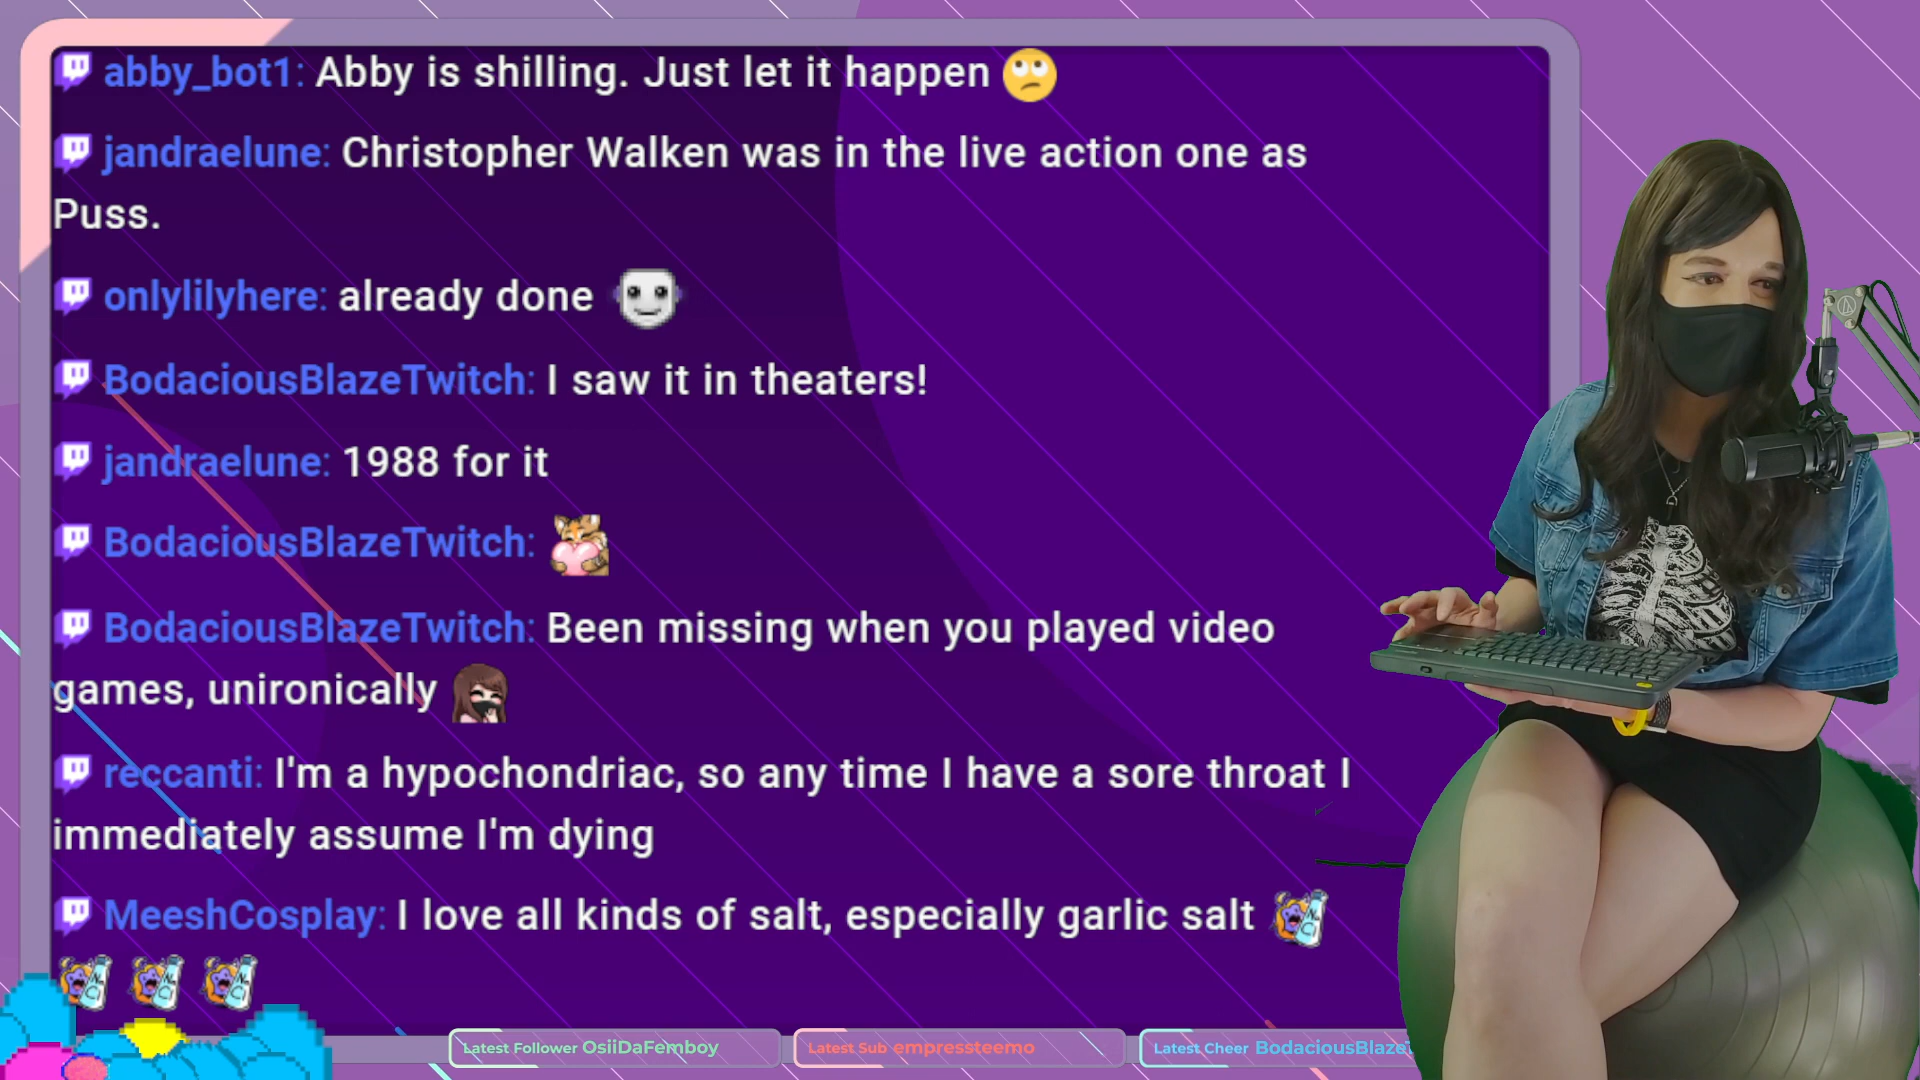 abby_bot1: Abby is shilling. Just let it happen 🙄
jandraelune: Christopher Walken was in the live action one as
Puss.
onlylilyhere: already done
BodaciousBlazeTwitch: I saw it in theaters!
jandraelune: 1988 for it
BodaciousBlazeTwitch:
BodaciousBlazeTwitch: Been missing when you played video
games, unironically
reccanti: I'm a hypochondriac, so any time I have a sore throat I
immediately assume I'm dying
MeeshCosplay: I love all kinds of salt, especially garlic salt
Latest Follower OsiiDaFemboy
Latest Sub empressteemo
Latest Cheer BodaciousBlazeT